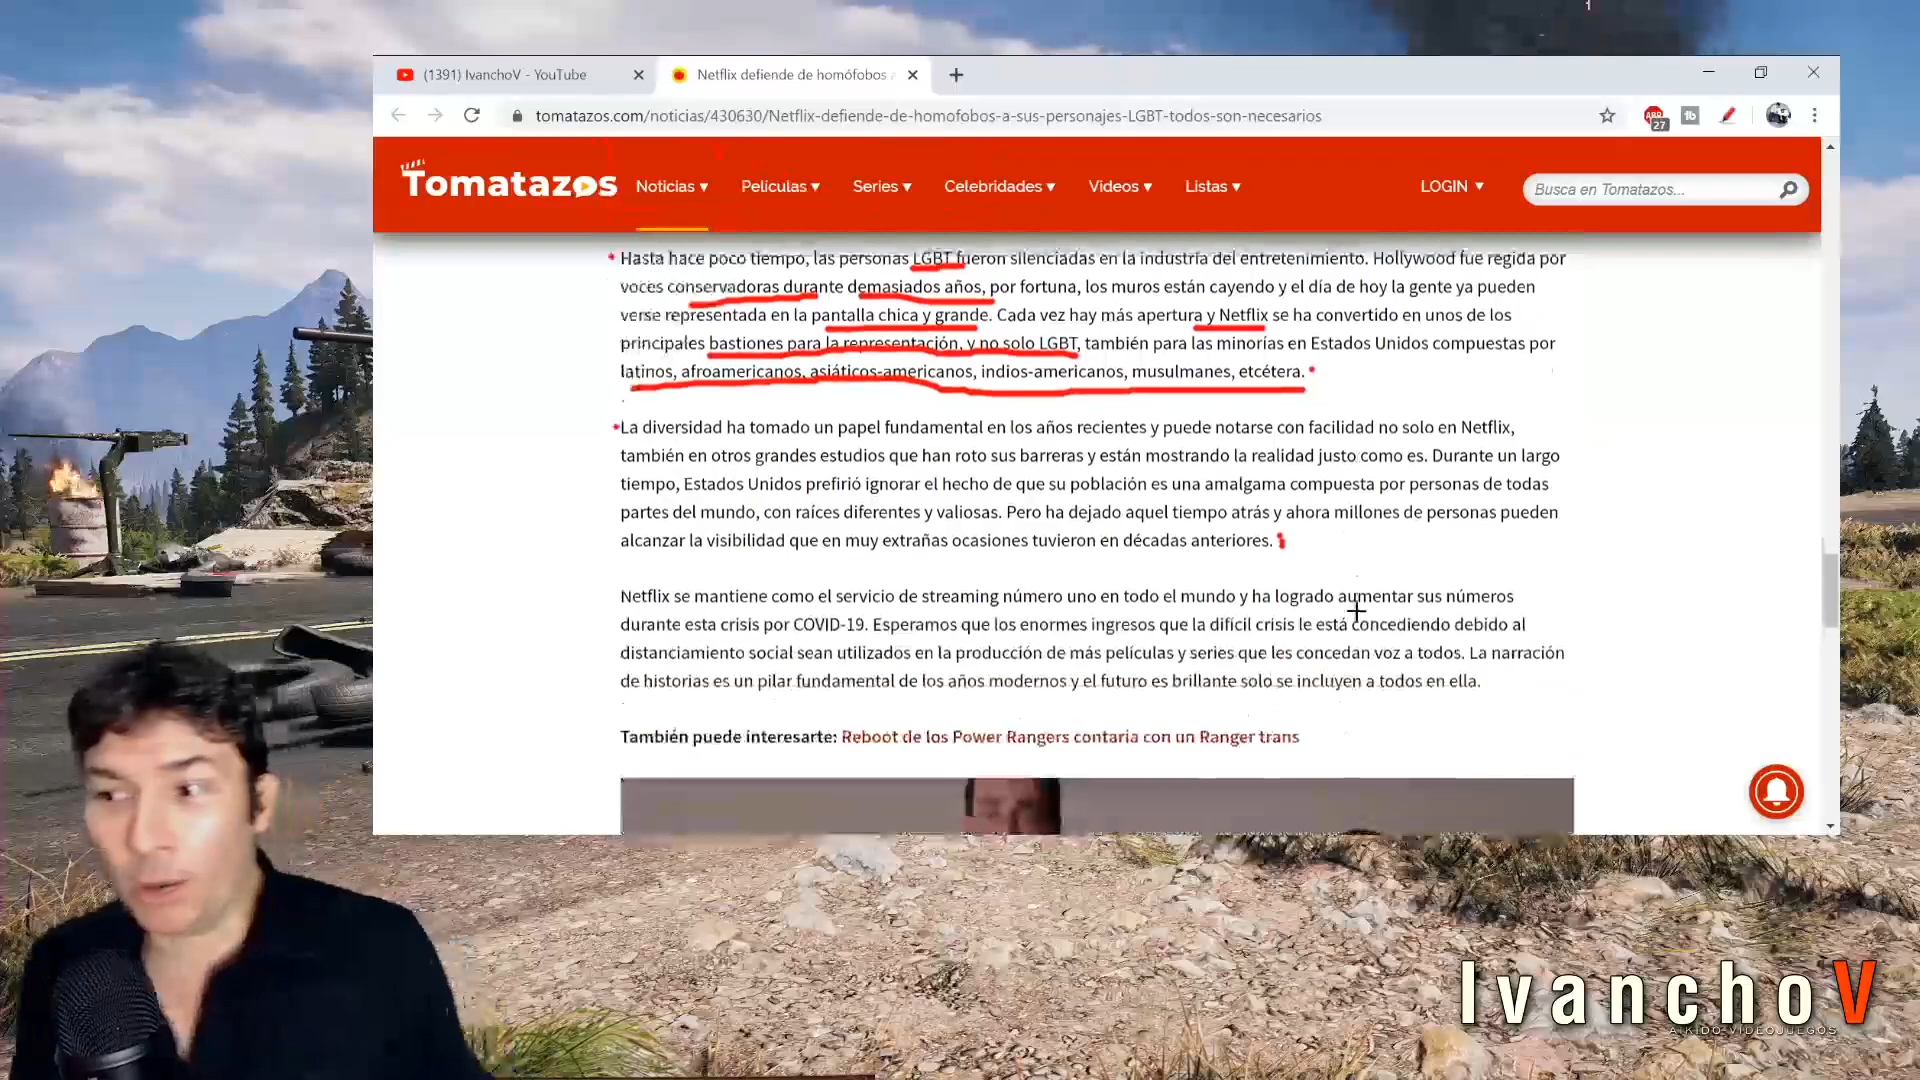 (1391) IvanchoV - YouTube
Netflix defiende de homófobos a
tomatazos.com/noticias/430630/Netflix-defiende-de-homofobos-a-sus-personajes-LGBT-todos-son-necesarios
ABP
27
tb
Tomatazos
Noticias ▾
Películas ▾
Series ▾
Celebridades ▾
Videos ▾
Listas ▾
LOGIN ▾
Busca en Tomatazos...
Hasta hace poco tiempo, las personas LGBT fueron silenciadas en la industria del entretenimiento. Hollywood fue regida por
voces conservadoras durante demasiados años, por fortuna, los muros están cayendo y el día de hoy la gente ya pueden
verse representada en la pantalla chica y grande. Cada vez hay más apertura y Netflix se ha convertido en unos de los
principales bastiones para la representación, y no solo LGBT, también para las minorías en Estados Unidos compuestas por
latinos, afroamericanos, asiáticos-americanos, indios-americanos, musulmanes, etcétera.
La diversidad ha tomado un papel fundamental en los años recientes y puede notarse con facilidad no solo en Netflix,
también en otros grandes estudios que han roto sus barreras y están mostrando la realidad justo como es. Durante un largo
tiempo, Estados Unidos prefirió ignorar el hecho de que su población es una amalgama compuesta por personas de todas
partes del mundo, con raíces diferentes y valiosas. Pero ha dejado aquel tiempo atrás y ahora millones de personas pueden
alcanzar la visibilidad que en muy extrañas ocasiones tuvieron en décadas anteriores.
Netflix se mantiene como el servicio de streaming número uno en todo el mundo y ha logrado aumentar sus números
durante esta crisis por COVID-19. Esperamos que los enormes ingresos que la difícil crisis le está concediendo debido al
distanciamiento social sean utilizados en la producción de más películas y series que les concedan voz a todos. La narración
de historias es un pilar fundamental de los años modernos y el futuro es brillante solo se incluyen a todos en ella.
También puede interesarte: Reboot de los Power Rangers contaría con un Ranger trans
IvanchoV
AIKIDO-VIDEOJUEGOS